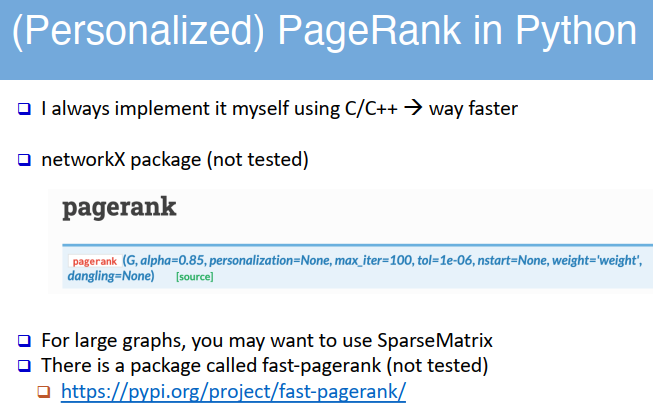 (Personalized) PageRank in Python
I always implement it myself using C/C++ → way faster
networkX package (not tested)
pagerank
pagerank (G, alpha=0.85, personalization=None, max_iter=100, tol=1e-06, nstart=None, weight='weight',
dangling=None) [source]
For large graphs, you may want to use SparseMatrix
There is a package called fast-pagerank (not tested)
https://pypi.org/project/fast-pagerank/